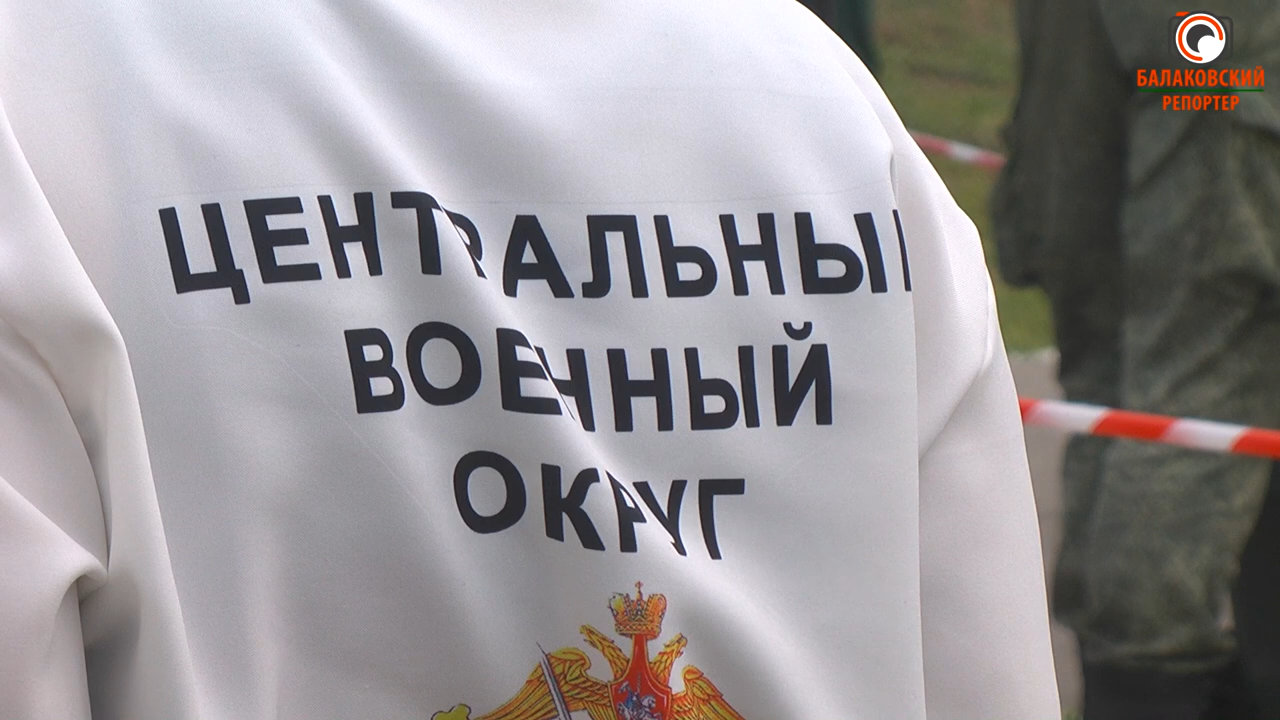 БАЛАКОВСКИЙ
РЕПОРТЕР
ЦЕНТРАЛЬНЫЙ
ВОЕННЫЙ
ОКРУГ